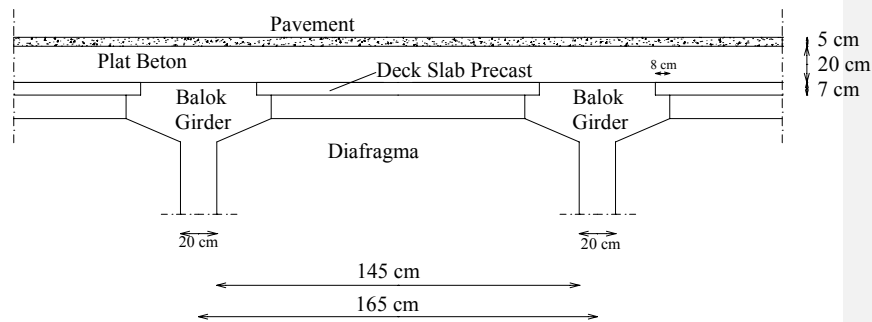 Pavement
5 cm
Plat Beton
8 cm
20 cm
Deck Slab Precast
7 cm
Balok
Girder
Balok
Girder
Diafragma
20 cm
20 cm
145 cm
165 cm